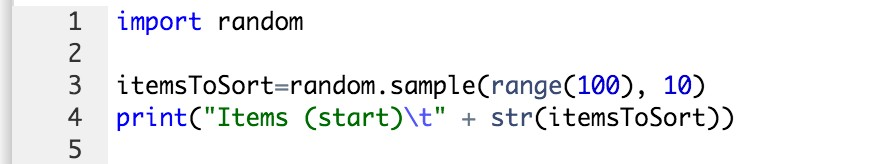 1 import random
2
3 itemsToSort=random.sample(range(100), 10)
4 print("Items (start)\t" + str(itemsToSort))
5